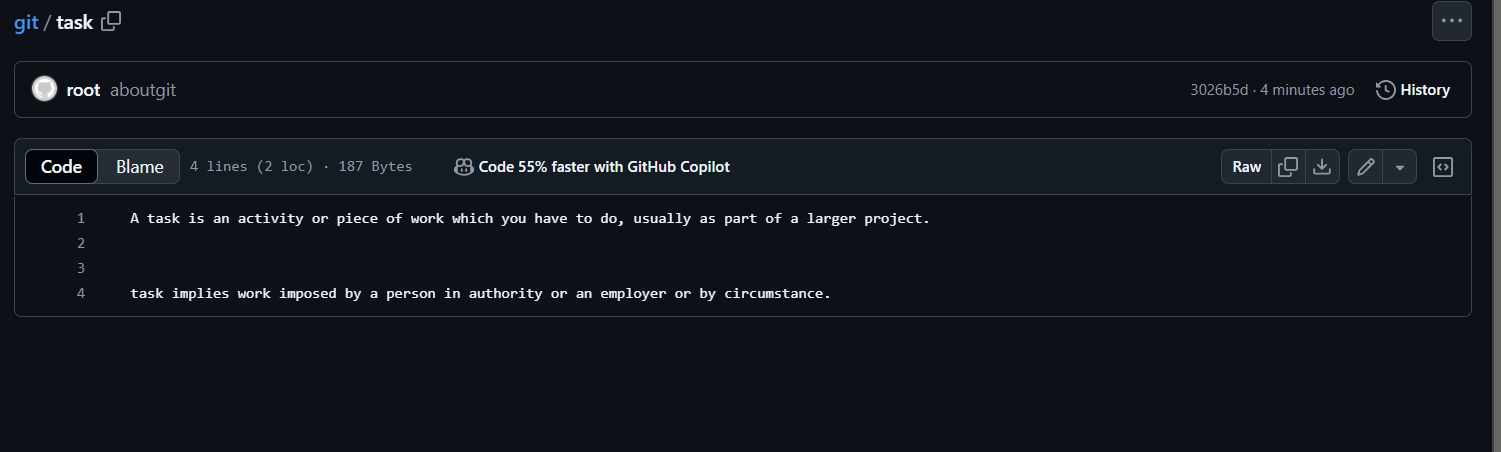 git / task
root aboutgit 3026b5d · 4 minutes ago History
Code Blame 4 lines (2 loc) · 187 Bytes Code 55% faster with GitHub Copilot Raw
1 A task is an activity or piece of work which you have to do, usually as part of a larger project.
2
3
4 task implies work imposed by a person in authority or an employer or by circumstance.